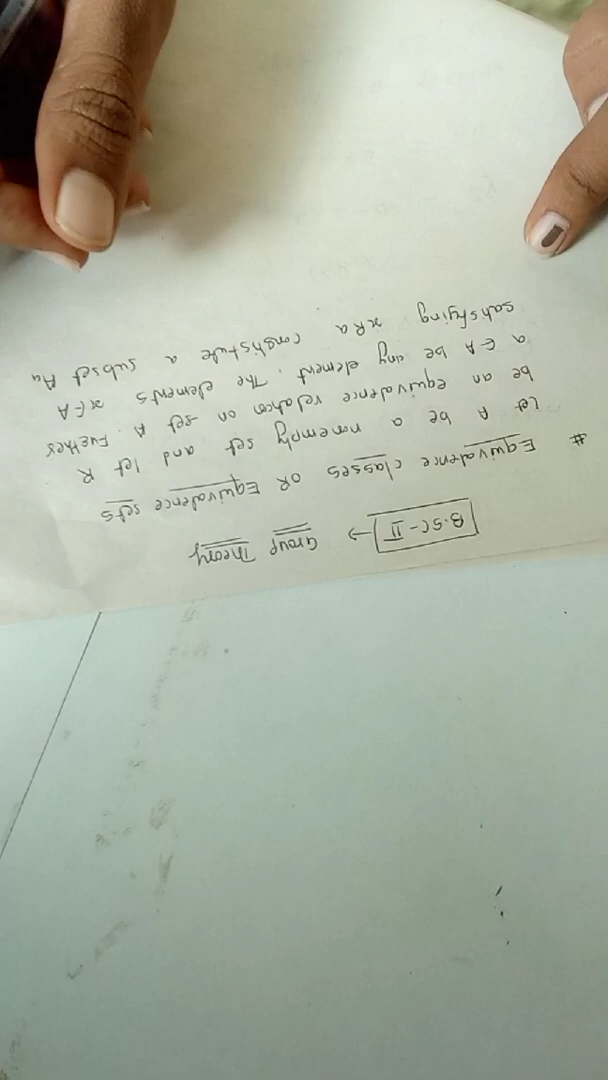 B.SC-II → Group Theory
# Equivalence classes OR Equivalence sets
Let A be a nonempty set and let R
be an equivalence relation on set A. Further
a ∈ A be any element. The elements x ∈ A
satisfying xRa constitute a subset Aa